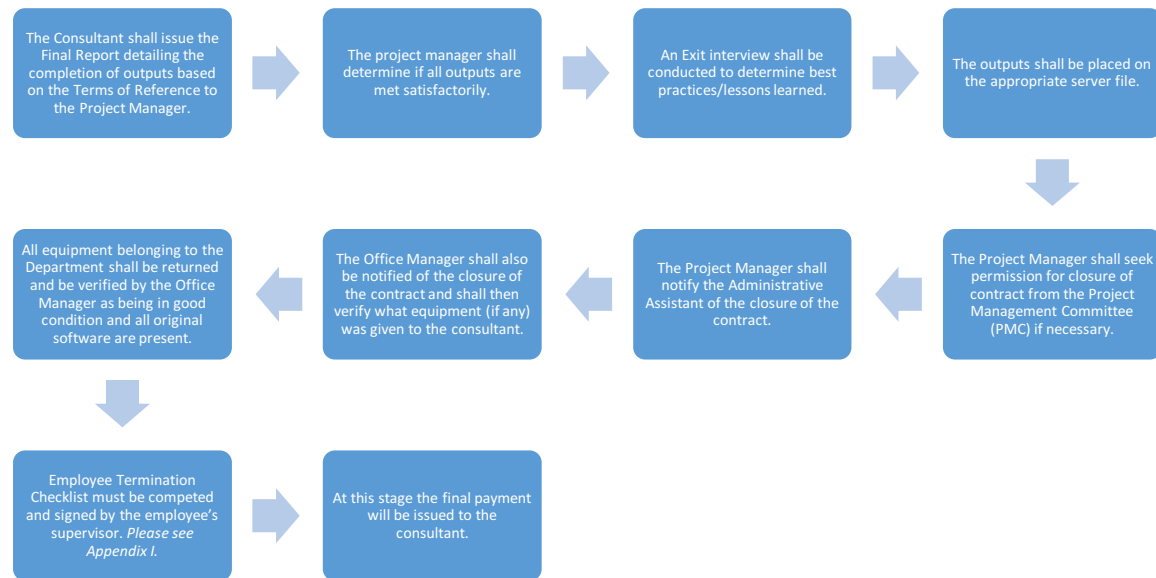 The Consultant shall issue the
Final Report detailing the
completion of outputs based
on the Terms of Reference to
the Project Manager.
The project manager shall
determine if all outputs are
met satisfactorily.
An Exit interview shall be
conducted to determine best
practices/lessons learned.
The outputs shall be placed on
the appropriate server file.
The Project Manager shall seek
permission for closure of
contract from the Project
Management Committee
(PMC) if necessary.
The Project Manager shall
notify the Administrative
Assistant of the closure of the
contract.
The Office Manager shall also
be notified of the closure of
the contract and shall then
verify what equipment (if any)
was given to the consultant.
All equipment belonging to the
Department shall be returned
and be verified by the Office
Manager as being in good
condition and all original
software are present.
Employee Termination
Checklist must be competed
and signed by the employee's
supervisor. Please see
Appendix I.
At this stage the final payment
will be issued to the
consultant.